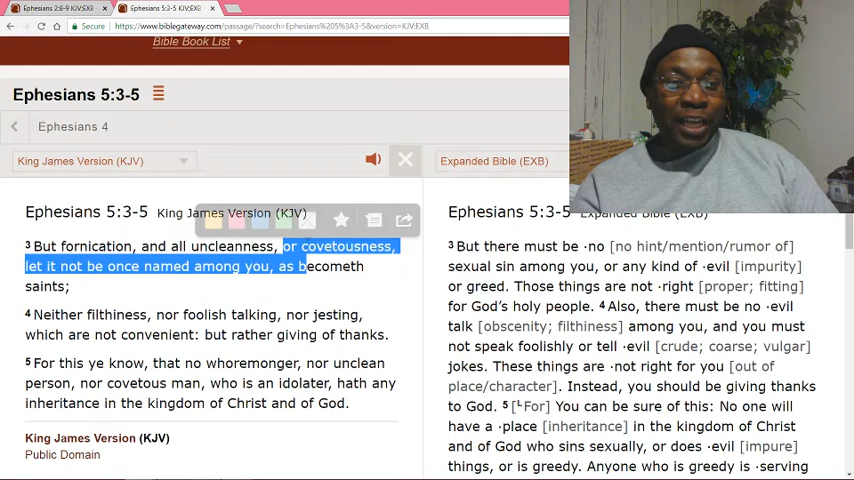 Ephesians 2:8-9 KJV;EXB
Ephesians 5:3-5 KJV;EXB
Secure
https://www.biblegateway.com/passage/?search=Ephesians%205%3A3-5&version=KJV;EXB
Bible Book List
Ephesians 5:3-5
Ephesians 4
King James Version (KJV)
Expanded Bible (EXB)
Ephesians 5:3-5 King James Version (KJV)
3 But fornication, and all uncleanness, or covetousness,
let it not be once named among you, as becometh
saints;
4 Neither filthiness, nor foolish talking, nor jesting,
which are not convenient: but rather giving of thanks.
5 For this ye know, that no whoremonger, nor unclean
person, nor covetous man, who is an idolater, hath any
inheritance in the kingdom of Christ and of God.
King James Version (KJV)
Public Domain
Ephesians 5:3-5 Expanded Bible (EXB)
3 But there must be ·no [no hint/mention/rumor of]
sexual sin among you, or any kind of ·evil [impurity]
or greed. Those things are not ·right [proper; fitting]
for God's holy people. 4 Also, there must be no ·evil
talk [obscenity; filthiness] among you, and you must
not speak foolishly or tell ·evil [crude; coarse; vulgar]
jokes. These things are ·not right for you [out of
place/character]. Instead, you should be giving thanks
to God. 5 [LFor] You can be sure of this: No one will
have a ·place [inheritance] in the kingdom of Christ
and of God who sins sexually, or does ·evil [impure]
things, or is greedy. Anyone who is greedy is ·serving